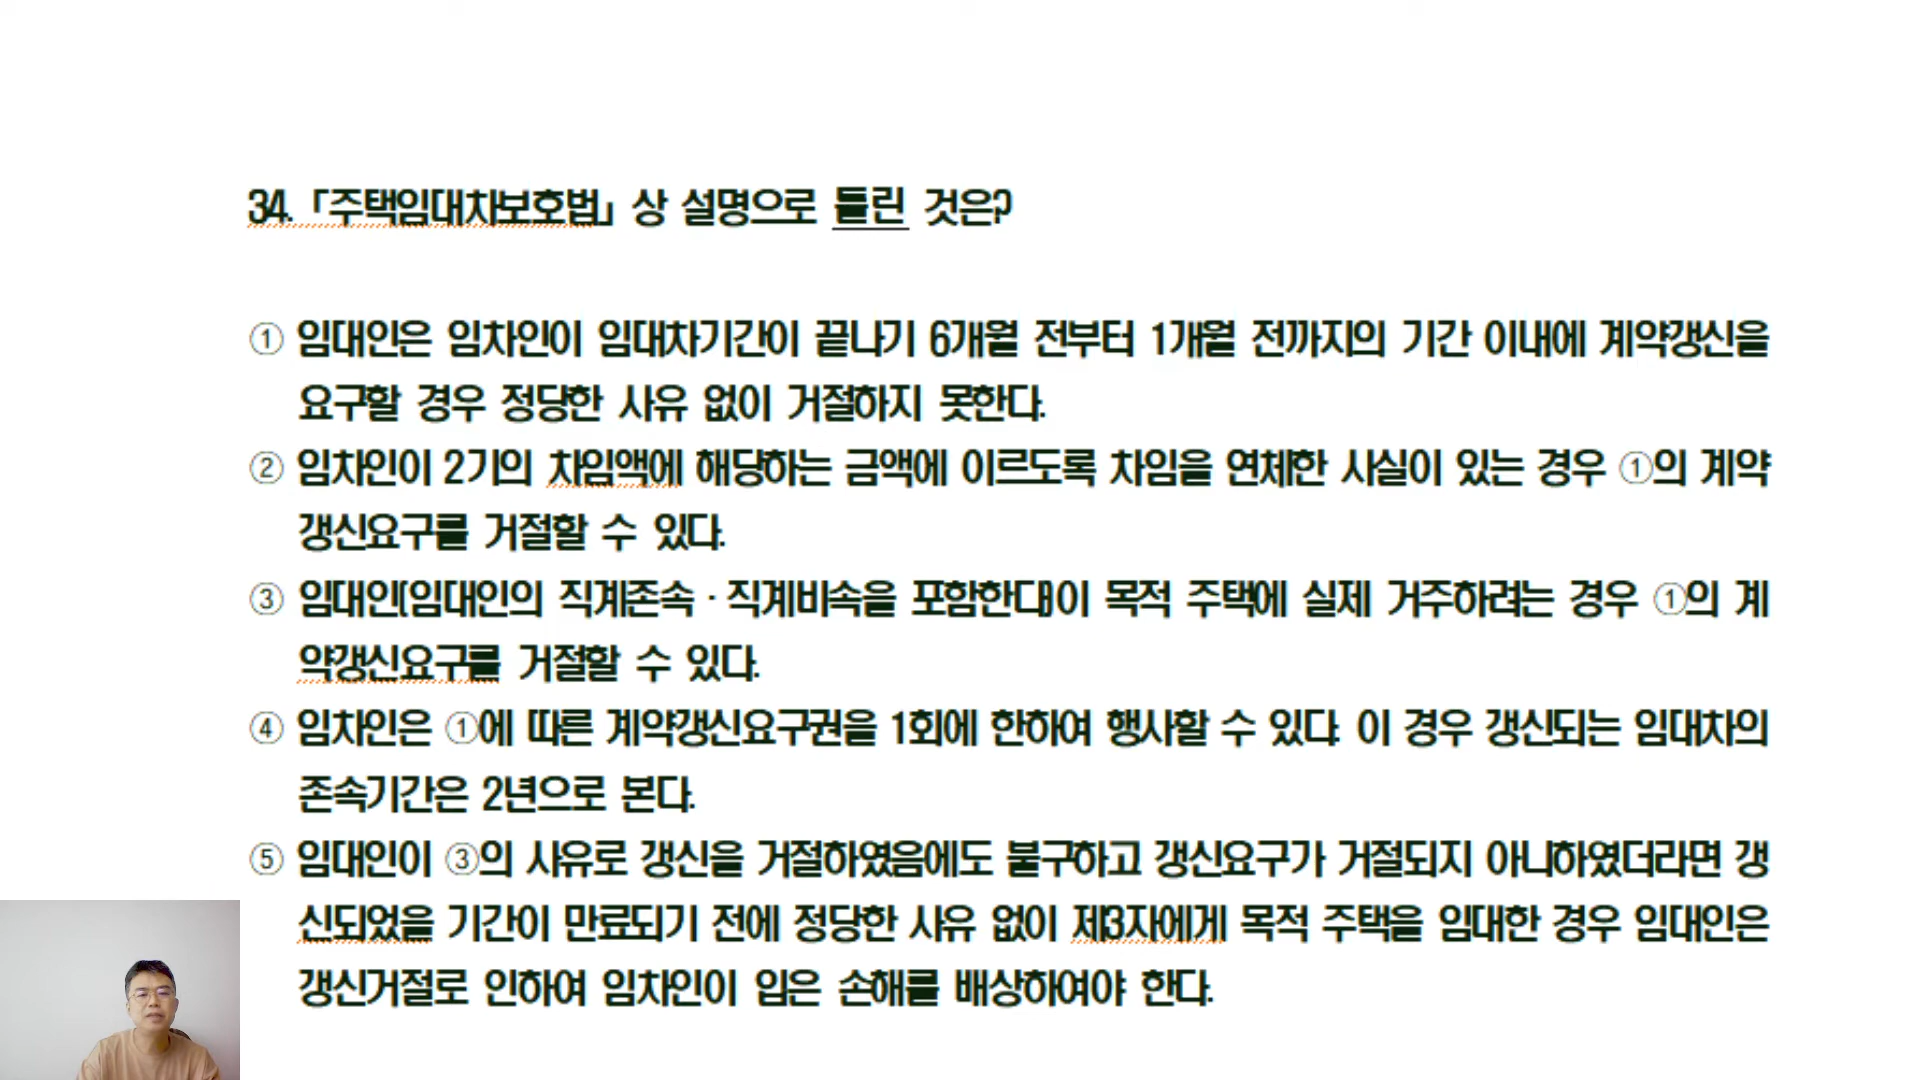 34.「주택임대차보호법」상 설명으로 틀린 것은?
① 임대인은 임차인이 임대차기간이 끝나기 6개월 전부터 1개월 전까지의 기간 이내에 계약갱신을
요구할 경우 정당한 사유 없이 거절하지 못한다.
② 임차인이 2기의 차임액에 해당하는 금액에 이르도록 차임을 연체한 사실이 있는 경우 ①의 계약
갱신요구를 거절할 수 있다.
③ 임대인(임대인의 직계존속·직계비속을 포함한다)이 목적 주택에 실제 거주하려는 경우 ①의 계
약갱신요구를 거절할 수 있다.
④ 임차인은 ①에 따른 계약갱신요구권을 1회에 한하여 행사할 수 있다. 이 경우 갱신되는 임대차의
존속기간은 2년으로 본다.
⑤ 임대인이 ③의 사유로 갱신을 거절하였음에도 불구하고 갱신요구가 거절되지 아니하였더라면 갱
신되었을 기간이 만료되기 전에 정당한 사유 없이 제3자에게 목적 주택을 임대한 경우 임대인은
갱신거절로 인하여 임차인이 입은 손해를 배상하여야 한다.